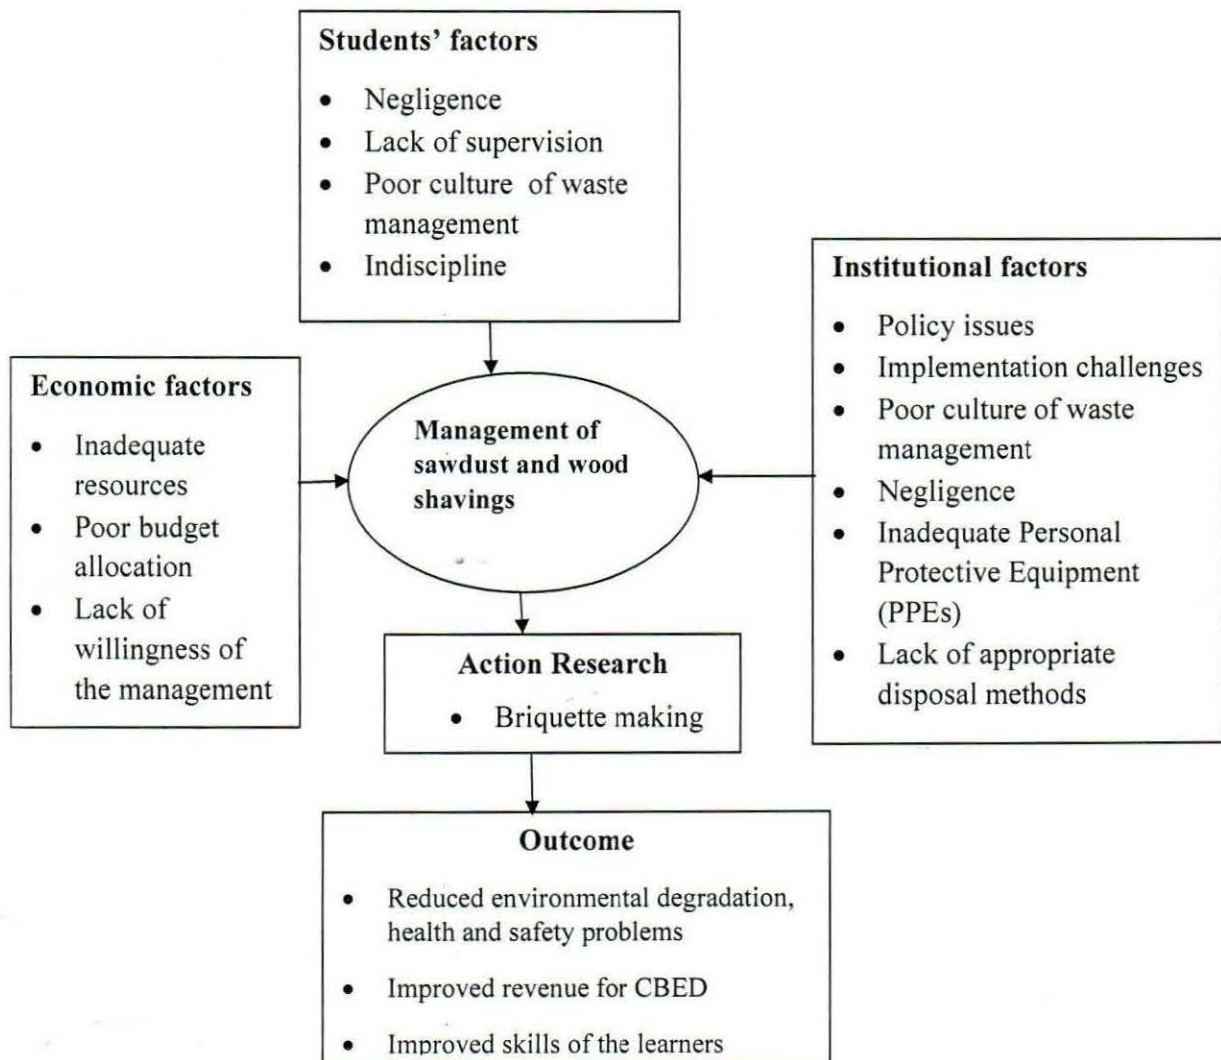 Students' factors
• Negligence
• Lack of supervision
• Poor culture of waste
management
• Indiscipline
Economic factors
• Inadequate
resources
• Poor budget
allocation
• Lack of
willingness of
the management
Management of
sawdust and wood
shavings
Institutional factors
• Policy issues
• Implementation challenges
• Poor culture of waste
management
• Negligence
• Inadequate Personal
Protective Equipment
(PPEs)
• Lack of appropriate
disposal methods
Action Research
• Briquette making
Outcome
• Reduced environmental degradation,
health and safety problems
• Improved revenue for CBED
• Improved skills of the learners